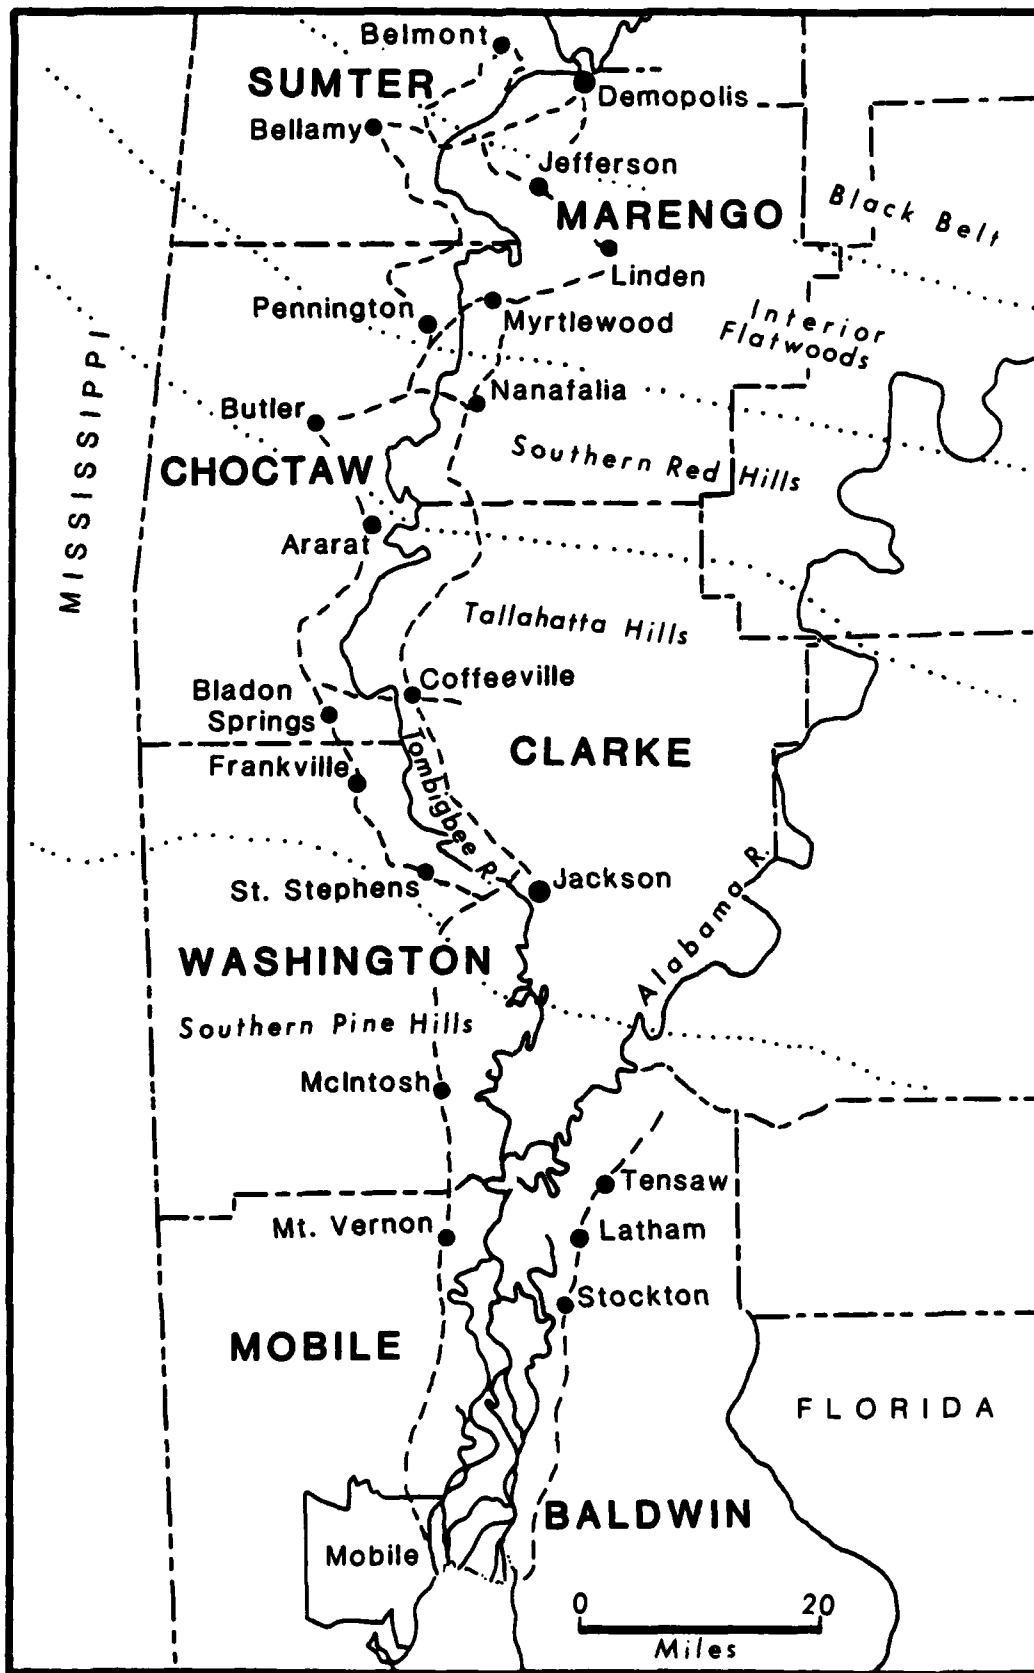 Belmont
SUMTER
Demopolis
Bellamy
Jefferson
MARENGO
Black Belt
Linden
Pennington
Myrtlewood
Interior
Flatwoods
MISSISSIPPI
Nanafalia
Butler
Southern Red Hills
CHOCTAW
Ararat
Tallahatta Hills
Coffeeville
Bladon
Springs
CLARKE
Tombigbee R.
Frankville
Jackson
St. Stephens
Alabama R.
WASHINGTON
Southern Pine Hills
McIntosh
Tensaw
Mt. Vernon
Latham
Stockton
MOBILE
FLORIDA
BALDWIN
Mobile
0 20
Miles